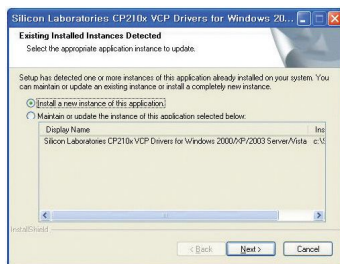 Silicon Laboratories CP210x VCP Drivers for Windows 20...
Existing Installed Instances Detected
Select the appropriate application instance to update.
Setup has detected one or more instances of this application already installed on your system. You
can maintain or update an existing instance or install a completely new instance.
Install a new instance of this application.
Maintain or update the instance of this application selected below:
Display Name Ins
Silicon Laboratories CP210x VCP Drivers for Windows 2000/XP/2003 Server/Vista c:\S
InstallShield
< Back Next > Cancel